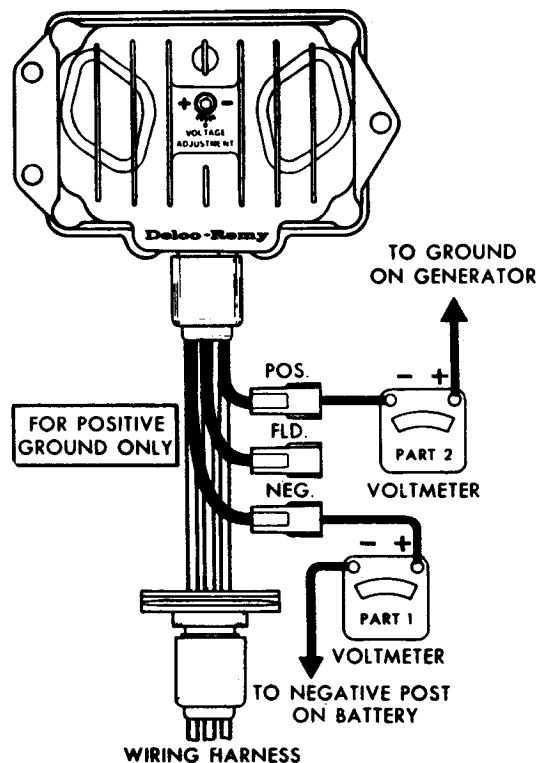 + -
VOLTAGE
ADJUSTMENT
Delco-Remy
TO GROUND
ON GENERATOR
POS.
- +
FOR POSITIVE
GROUND ONLY
FLD.
PART 2
NEG.
VOLTMETER
- +
PART 1
VOLTMETER
TO NEGATIVE POST
ON BATTERY
WIRING HARNESS